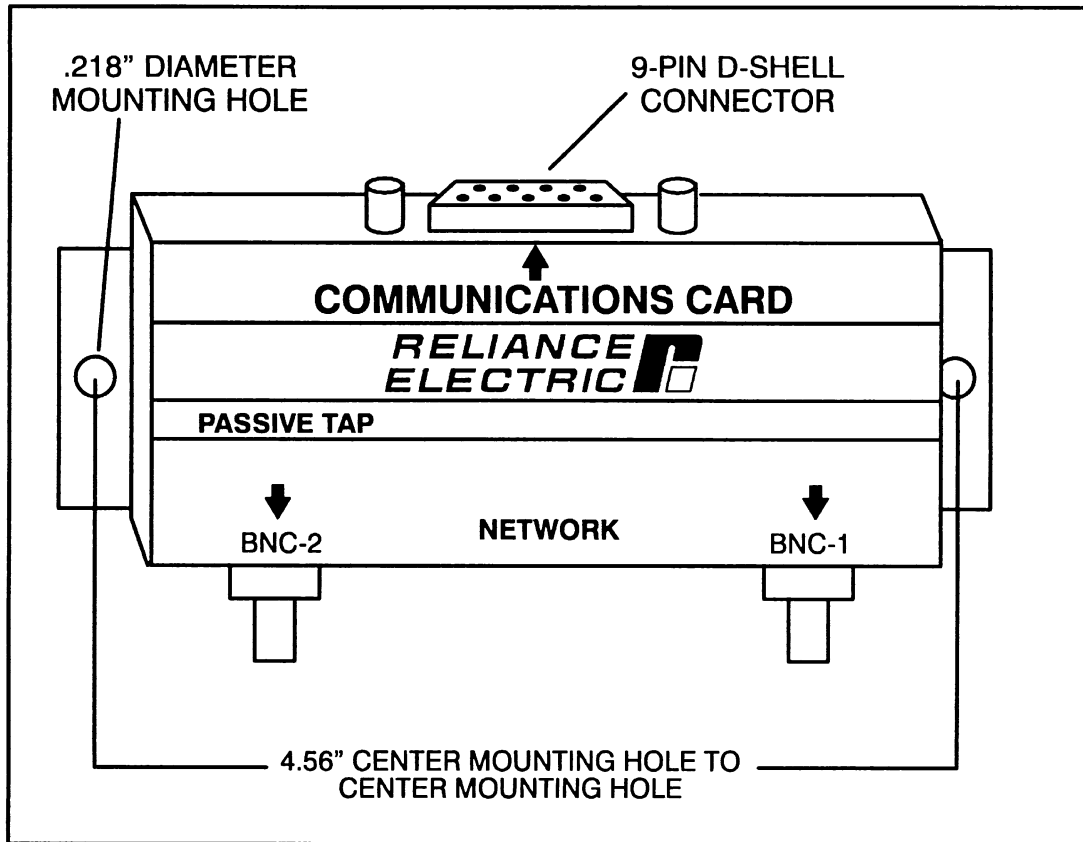 .218” DIAMETER
MOUNTING HOLE
9-PIN D-SHELL
CONNECTOR
COMMUNICATIONS CARD
RELIANCE
ELECTRIC
PASSIVE TAP
BNC-2
NETWORK
BNC-1
4.56” CENTER MOUNTING HOLE TO
CENTER MOUNTING HOLE